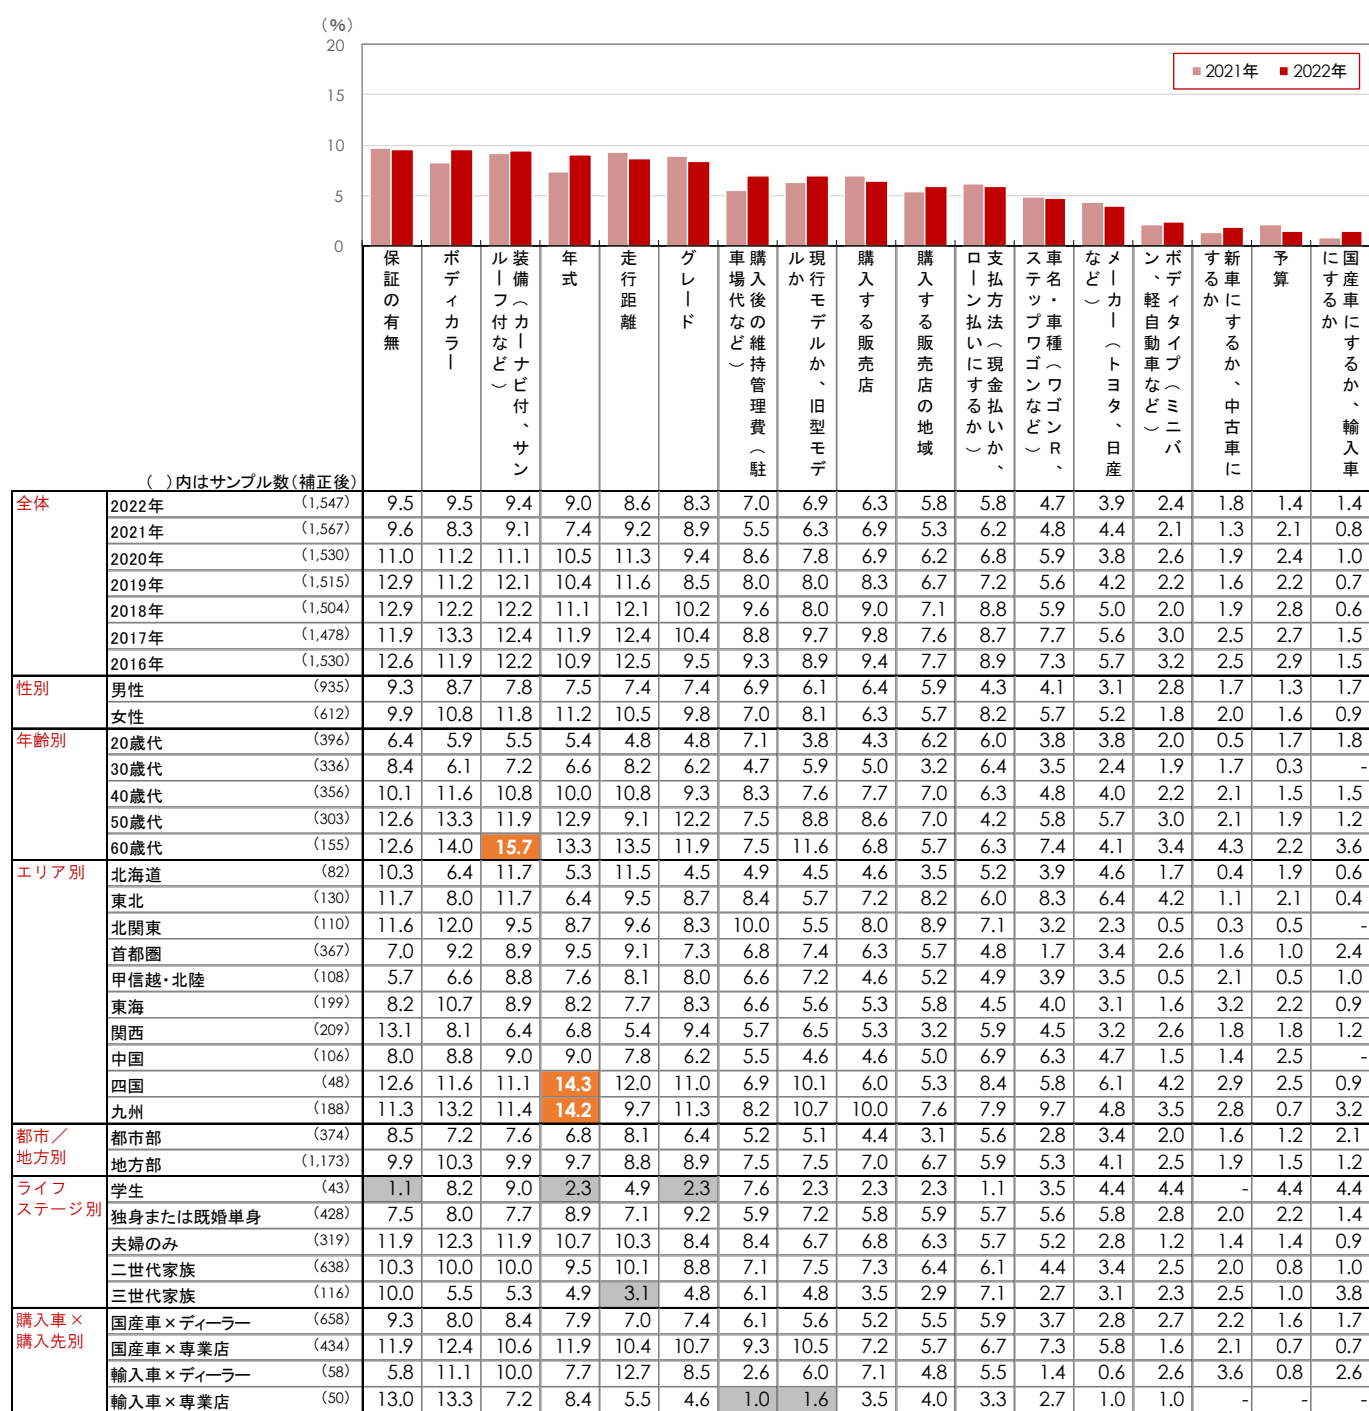 (%)
20
15
10
5
0
2021年 2022年
保証の有無
ボディカラー
装備(カーナビ付、サン
ルーフ付など)
年式
走行距離
グレード
購入後の維持管理費(駐
車場代など)
現行モデルか、旧型モデ
ルか
購入する販売店
購入する販売店の地域
支払方法(現金払いか、
ローン払いにするか)
車名・車種(ワゴンR、
ステップワゴンなど)
メーカー(トヨタ、日産
など)
ボディタイプ(ミニバ
ン、軽自動車など)
新車にするか、中古車に
するか
予算
国産車にするか、輸入車
にするか
( )内はサンプル数(補正後)
全体 2022年 (1,547) 9.5 9.5 9.4 9.0 8.6 8.3 7.0 6.9 6.3 5.8 5.8 4.7 3.9 2.4 1.8 1.4 1.4
2021年 (1,567) 9.6 8.3 9.1 7.4 9.2 8.9 5.5 6.3 6.9 5.3 6.2 4.8 4.4 2.1 1.3 2.1 0.8
2020年 (1,530) 11.0 11.2 11.1 10.5 11.3 9.4 8.6 7.8 6.9 6.2 6.8 5.9 3.8 2.6 1.9 2.4 1.0
2019年 (1,515) 12.9 11.2 12.1 10.4 11.6 8.5 8.0 8.0 8.3 6.7 7.2 5.6 4.2 2.2 1.6 2.2 0.7
2018年 (1,504) 12.9 12.2 12.2 11.1 12.1 10.2 9.6 8.0 9.0 7.1 8.8 5.9 5.0 2.0 1.9 2.8 0.6
2017年 (1,478) 11.9 13.3 12.4 11.9 12.4 10.4 8.8 9.7 9.8 7.6 8.7 7.7 5.6 3.0 2.5 2.7 1.5
2016年 (1,530) 12.6 11.9 12.2 10.9 12.5 9.5 9.3 8.9 9.4 7.7 8.9 7.3 5.7 3.2 2.5 2.9 1.5
性別 男性 (935) 9.3 8.7 7.8 7.5 7.4 7.4 6.9 6.1 6.4 5.9 4.3 4.1 3.1 2.8 1.7 1.3 1.7
女性 (612) 9.9 10.8 11.8 11.2 10.5 9.8 7.0 8.1 6.3 5.7 8.2 5.7 5.2 1.8 2.0 1.6 0.9
年齢別 20歳代 (396) 6.4 5.9 5.5 5.4 4.8 4.8 7.1 3.8 4.3 6.2 6.0 3.8 3.8 2.0 0.5 1.7 1.8
30歳代 (336) 8.4 6.1 7.2 6.6 8.2 6.2 4.7 5.9 5.0 3.2 6.4 3.5 2.4 1.9 1.7 0.3 -
40歳代 (356) 10.1 11.6 10.8 10.0 10.8 9.3 8.3 7.6 7.7 7.0 6.3 4.8 4.0 2.2 2.1 1.5 1.5
50歳代 (303) 12.6 13.3 11.9 12.9 9.1 12.2 7.5 8.8 8.6 7.0 4.2 5.8 5.7 3.0 2.1 1.9 1.2
60歳代 (155) 12.6 14.0 15.7 13.3 13.5 11.9 7.5 11.6 6.8 5.7 6.3 7.4 4.1 3.4 4.3 2.2 3.6
エリア別 北海道 (82) 10.3 6.4 11.7 5.3 11.5 4.5 4.9 4.5 4.6 3.5 5.2 3.9 4.6 1.7 0.4 1.9 0.6
東北 (130) 11.7 8.0 11.7 6.4 9.5 8.7 8.4 5.7 7.2 8.2 6.0 8.3 6.4 4.2 1.1 2.1 0.4
北関東 (110) 11.6 12.0 9.5 8.7 9.6 8.3 10.0 5.5 8.0 8.9 7.1 3.2 2.3 0.5 0.3 0.5 -
首都圏 (367) 7.0 9.2 8.9 9.5 9.1 7.3 6.8 7.4 6.3 5.7 4.8 1.7 3.4 2.6 1.6 1.0 2.4
甲信越・北陸 (108) 5.7 6.6 8.8 7.6 8.1 8.0 6.6 7.2 4.6 5.2 4.9 3.9 3.5 0.5 2.1 0.5 1.0
東海 (199) 8.2 10.7 8.9 8.2 7.7 8.3 6.6 5.6 5.3 5.8 4.5 4.0 3.1 1.6 3.2 2.2 0.9
関西 (209) 13.1 8.1 6.4 6.8 5.4 9.4 5.7 6.5 5.3 3.2 5.9 4.5 3.2 2.6 1.8 1.8 1.2
中国 (106) 8.0 8.8 9.0 9.0 7.8 6.2 5.5 4.6 4.6 5.0 6.9 6.3 4.7 1.5 1.4 2.5 -
四国 (48) 12.6 11.6 11.1 14.3 12.0 11.0 6.9 10.1 6.0 5.3 8.4 5.8 6.1 4.2 2.9 2.5 0.9
九州 (188) 11.3 13.2 11.4 14.2 9.7 11.3 8.2 10.7 10.0 7.6 7.9 9.7 4.8 3.5 2.8 0.7 3.2
都市/ 都市部 (374) 8.5 7.2 7.6 6.8 8.1 6.4 5.2 5.1 4.4 3.1 5.6 2.8 3.4 2.0 1.6 1.2 2.1
地方別 地方部 (1,173) 9.9 10.3 9.9 9.7 8.8 8.9 7.5 7.5 7.0 6.7 5.9 5.3 4.1 2.5 1.9 1.5 1.2
ライフ 学生 (43) 1.1 8.2 9.0 2.3 4.9 2.3 7.6 2.3 2.3 2.3 1.1 3.5 4.4 4.4 - 4.4 4.4
ステージ別 独身または既婚単身 (428) 7.5 8.0 7.7 8.9 7.1 9.2 5.9 7.2 5.8 5.9 5.7 5.6 5.8 2.8 2.0 2.2 1.4
夫婦のみ (319) 11.9 12.3 11.9 10.7 10.3 8.4 8.4 6.7 6.8 6.3 5.7 5.2 2.8 1.2 1.4 1.4 0.9
二世代家族 (638) 10.3 10.0 10.0 9.5 10.1 8.8 7.1 7.5 7.3 6.4 6.1 4.4 3.4 2.5 2.0 0.8 1.0
三世代家族 (116) 10.0 5.5 5.3 4.9 3.1 4.8 6.1 4.8 3.5 2.9 7.1 2.7 3.1 2.3 2.5 1.0 3.8
購入車× 国産車×ディーラー (658) 9.3 8.0 8.4 7.9 7.0 7.4 6.1 5.6 5.2 5.5 5.9 3.7 2.8 2.7 2.2 1.6 1.7
購入先別 国産車×専業店 (434) 11.9 12.4 10.6 11.9 10.4 10.7 9.3 10.5 7.2 5.7 6.7 7.3 5.8 1.6 2.1 0.7 0.7
輸入車×ディーラー (58) 5.8 11.1 10.0 7.7 12.7 8.5 2.6 6.0 7.1 4.8 5.5 1.4 0.6 2.6 3.6 0.8 2.6
輸入車×専業店 (50) 13.0 13.3 7.2 8.4 5.5 4.6 1.0 1.6 3.5 4.0 3.3 2.7 1.0 1.0 - - -